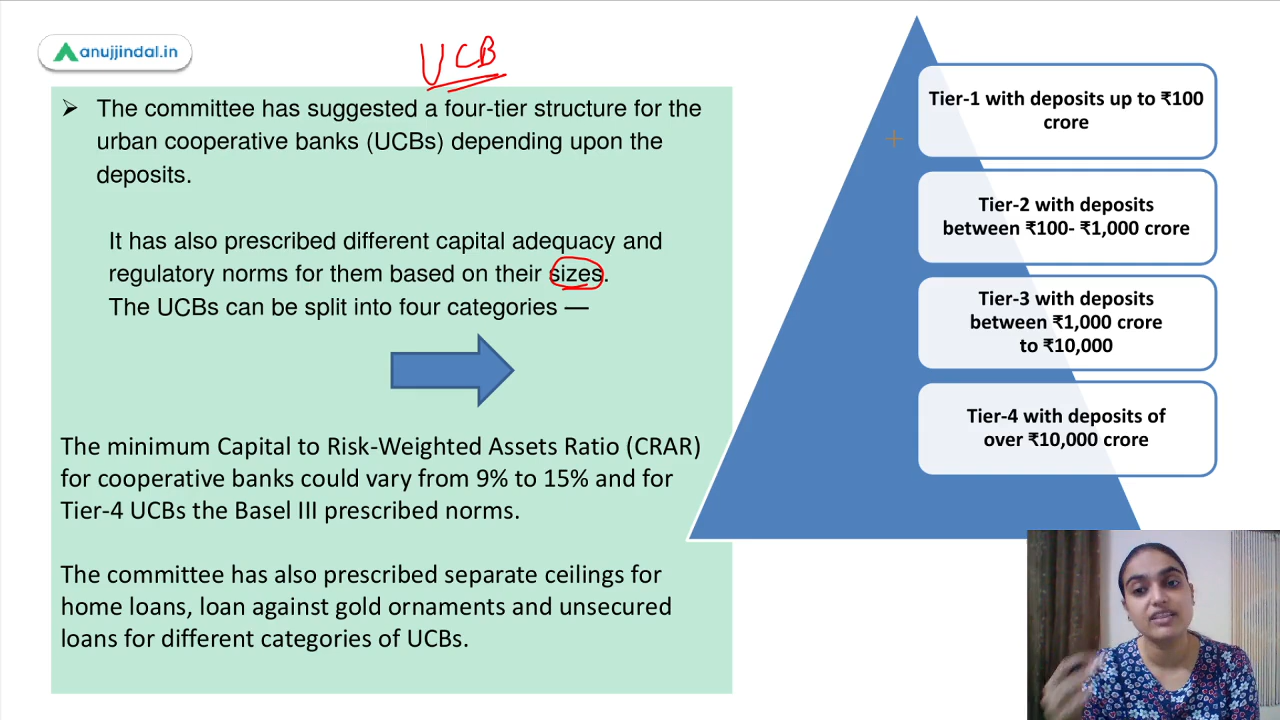 anujjindal.in
UCB
➢ The committee has suggested a four-tier structure for the
urban cooperative banks (UCBs) depending upon the
deposits.
It has also prescribed different capital adequacy and
regulatory norms for them based on their sizes.
The UCBs can be split into four categories —
The minimum Capital to Risk-Weighted Assets Ratio (CRAR)
for cooperative banks could vary from 9% to 15% and for
Tier-4 UCBs the Basel III prescribed norms.
The committee has also prescribed separate ceilings for
home loans, loan against gold ornaments and unsecured
loans for different categories of UCBs.
Tier-1 with deposits up to ₹100
crore
Tier-2 with deposits
between ₹100- ₹1,000 crore
Tier-3 with deposits
between ₹1,000 crore
to ₹10,000
Tier-4 with deposits of
over ₹10,000 crore